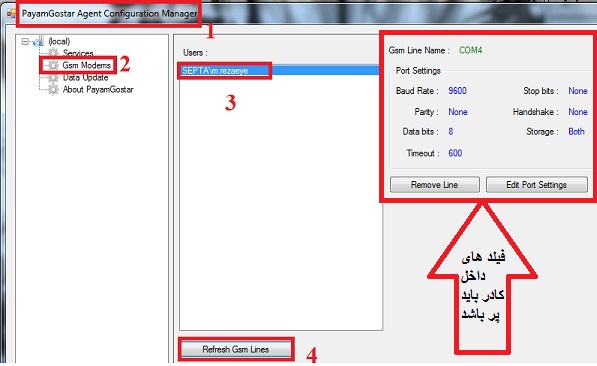 PayamGostar Agent Configuration Manager
1
(local)
Services
Gsm Modems
2
Data Update
About PayamGostar
Users :
SEPTA\m.rezaeye
3
Refresh Gsm Lines
4
Gsm Line Name : COM4
Port Settings
Baud Rate : 9600 Stop bits : None
Parity : None Handshake : None
Data bits : 8 Storage : Both
Timeout : 600
Remove Line Edit Port Settings
فیلد های
داخل
کادر باید
پر باشد